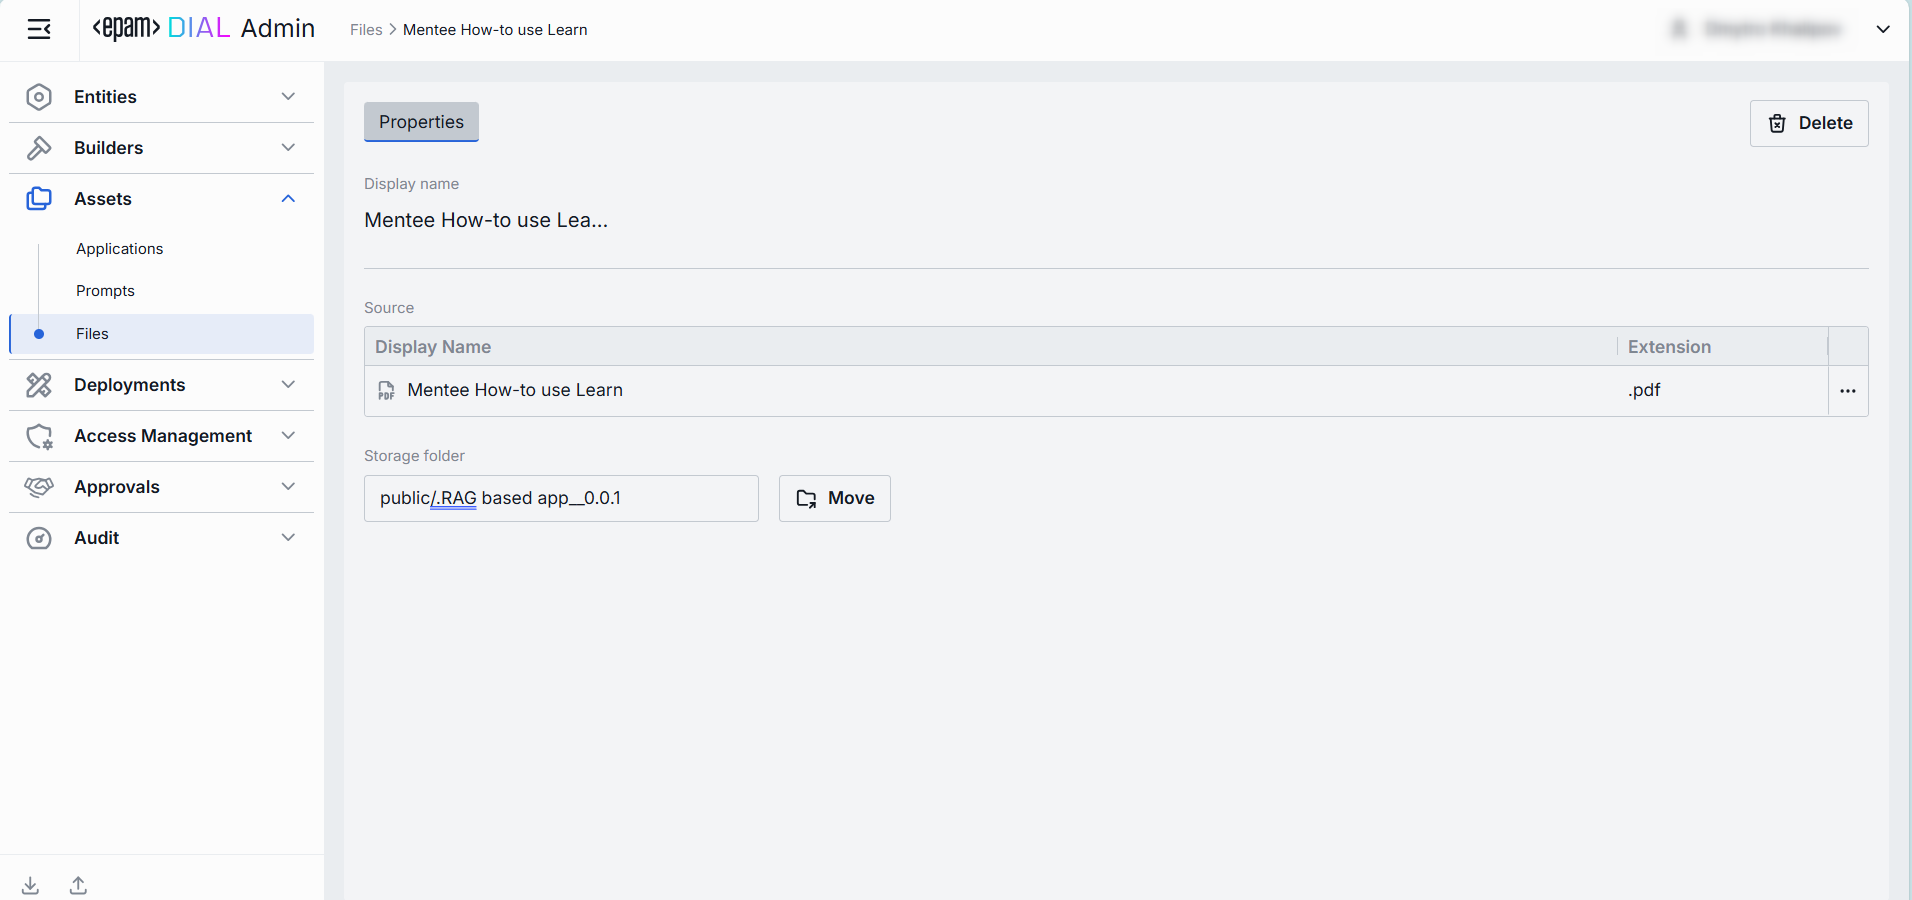 <epam> DIAL Admin
Files > Mentee How-to use Learn
Entities
Builders
Assets
Applications
Prompts
Files
Deployments
Access Management
Approvals
Audit
Properties
Delete
Display name
Mentee How-to use Lea...
Source
Display Name Extension
PDF Mentee How-to use Learn .pdf ...
Storage folder
public/.RAG based app__0.0.1 Move